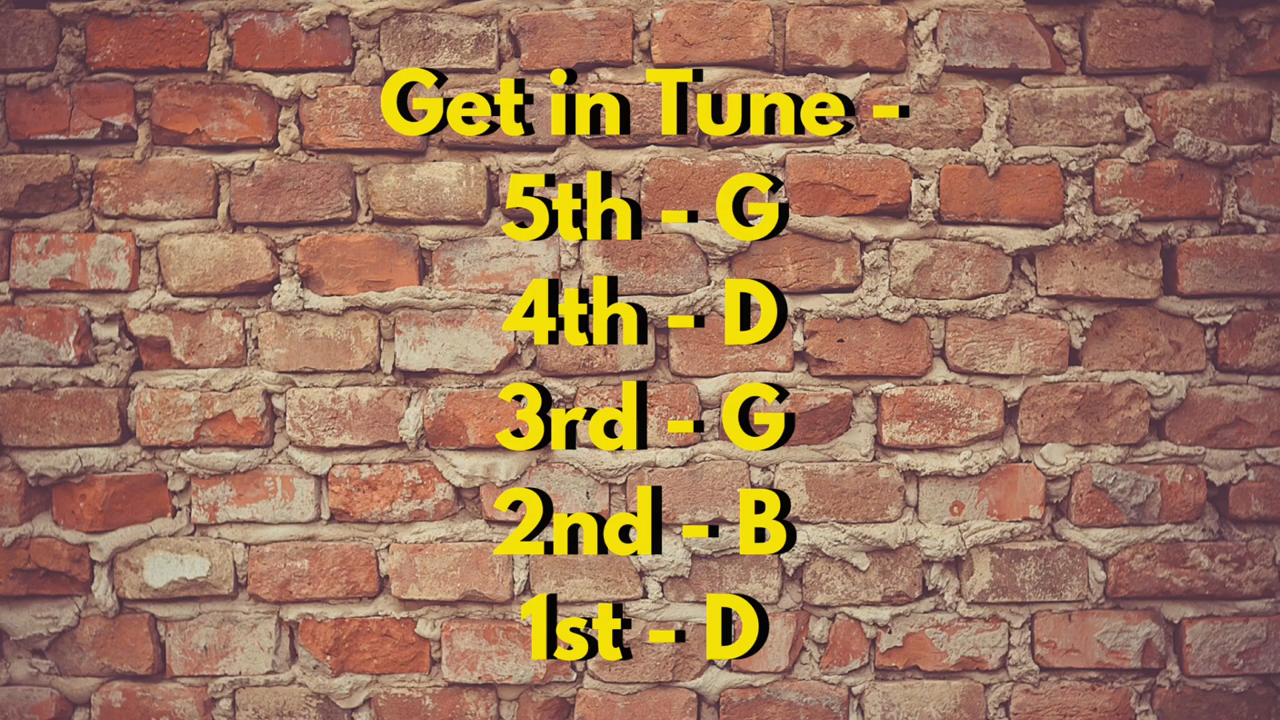 Get in Tune -
5th - G
4th - D
3rd - G
2nd - B
1st - D